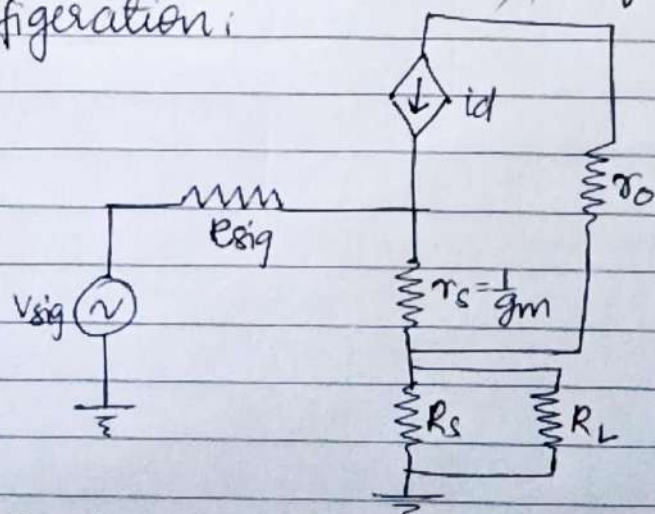 figeration:
id
ro
Rsig
Vsig
rs = 1/gm
Rs
RL